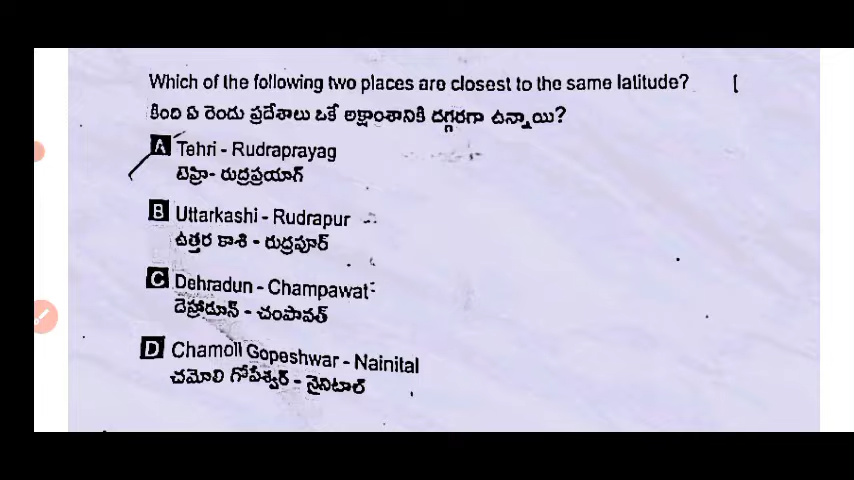 Which of the following two places are closest to the same latitude? [
కింది ఏ రెండు ప్రదేశాలు ఒకే అక్షాంశానికి దగ్గరగా ఉన్నాయి?
A Tehri - Rudraprayag
టెహ్రి- రుద్రప్రయాగ్
B Uttarkashi - Rudrapur
ఉత్తర కాశి - రుద్రపూర్
C Dehradun - Champawat
డెహ్రాడూన్ - చంపావత్
D Chamoli Gopeshwar - Nainital
చమోలి గోపేశ్వర్ - నైనిటాల్